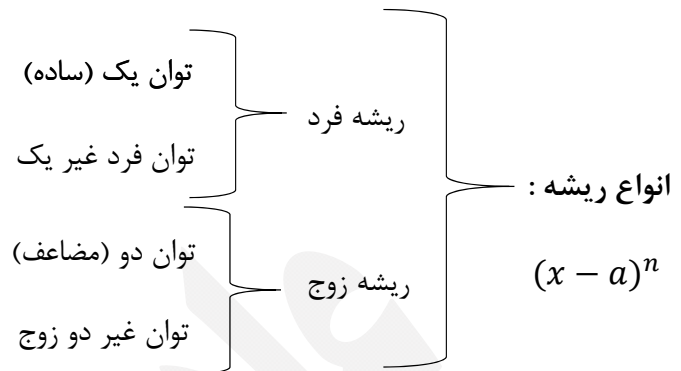 انواع ریشه :
(x − a)ⁿ
ریشه فرد
توان یک (ساده)
توان فرد غیر یک
ریشه زوج
توان دو (مضاعف)
توان غیر دو زوج